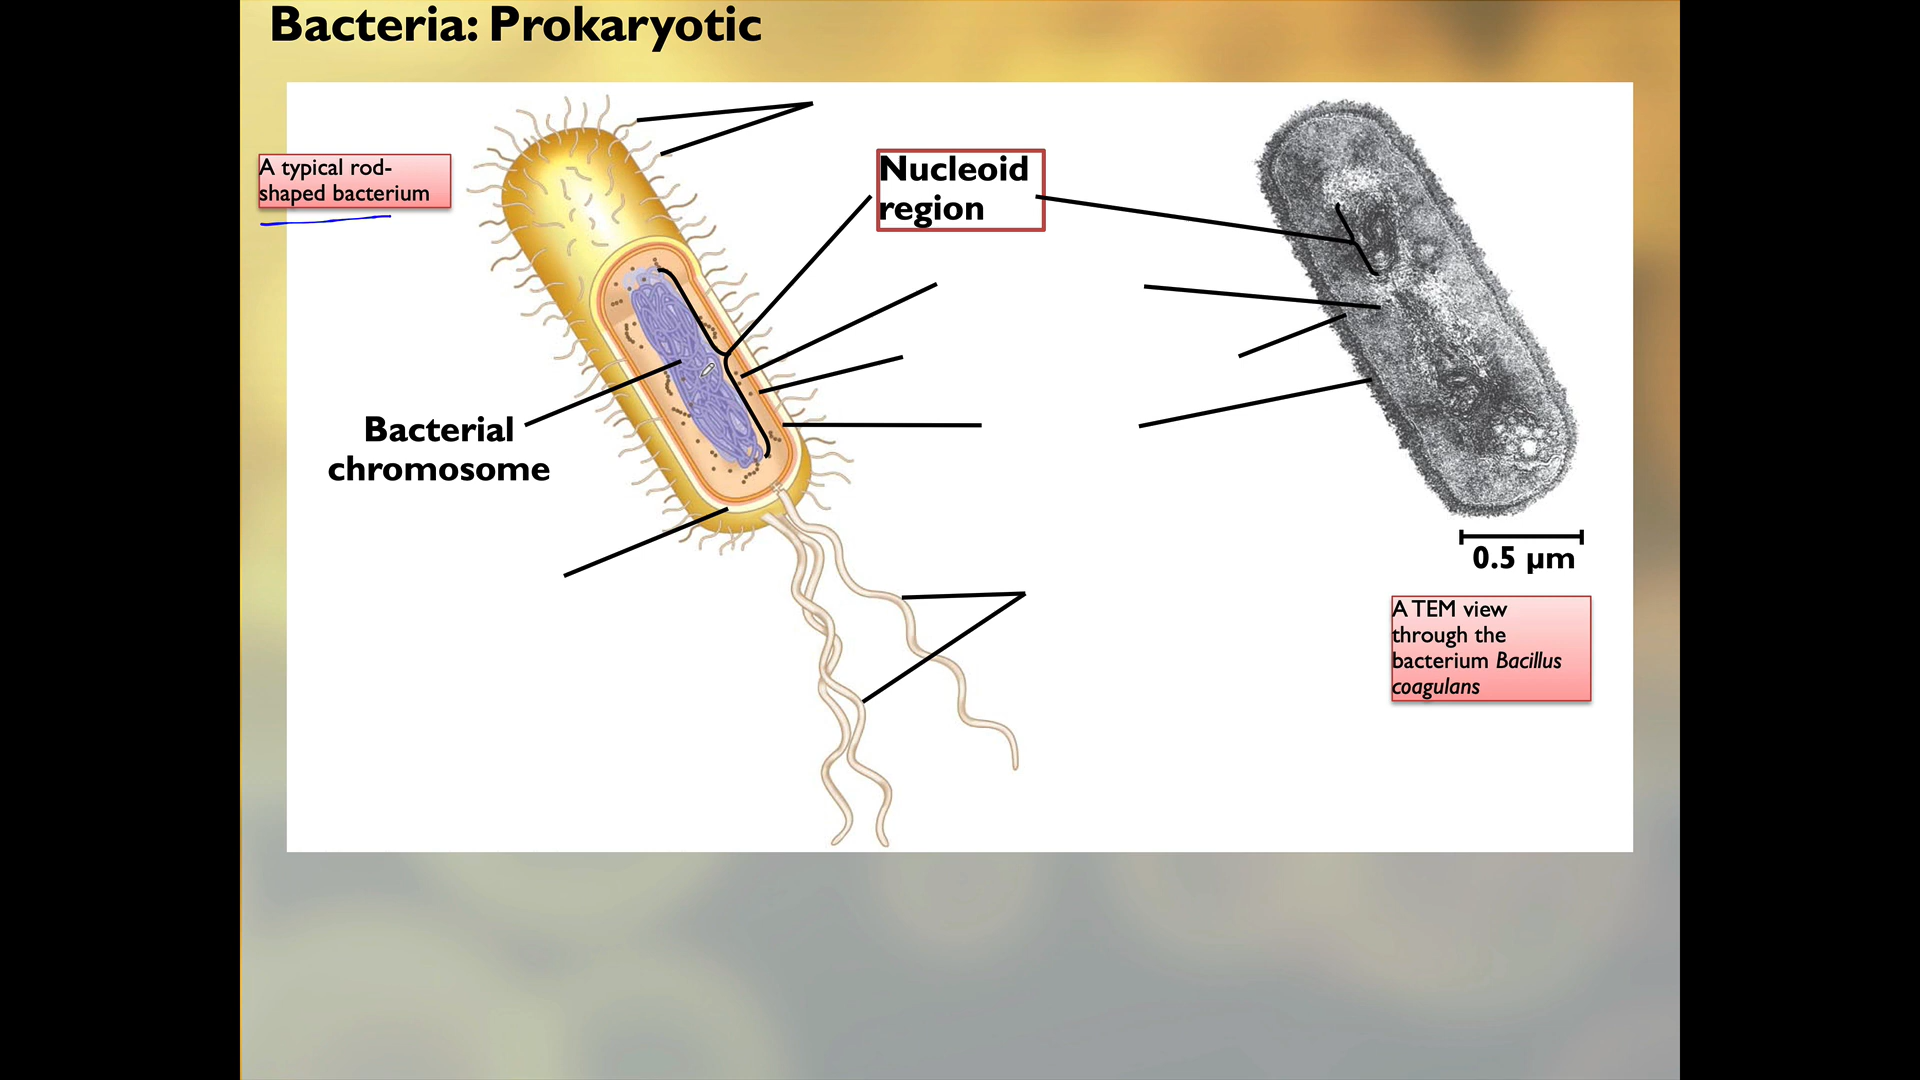 Bacteria: Prokaryotic
A typical rod-
shaped bacterium
Nucleoid
region
Bacterial
chromosome
0.5 µm
A TEM view
through the
bacterium Bacillus
coagulans